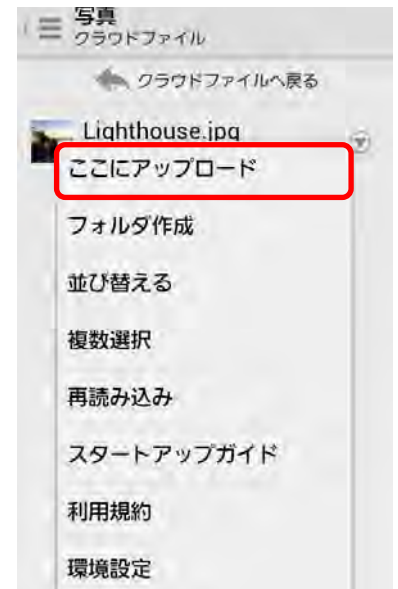 写真
クラウドファイル
クラウドファイルへ戻る
Lighthouse.jpg
ここにアップロード
フォルダ作成
並び替える
複数選択
再読み込み
スタートアップガイド
利用規約
環境設定